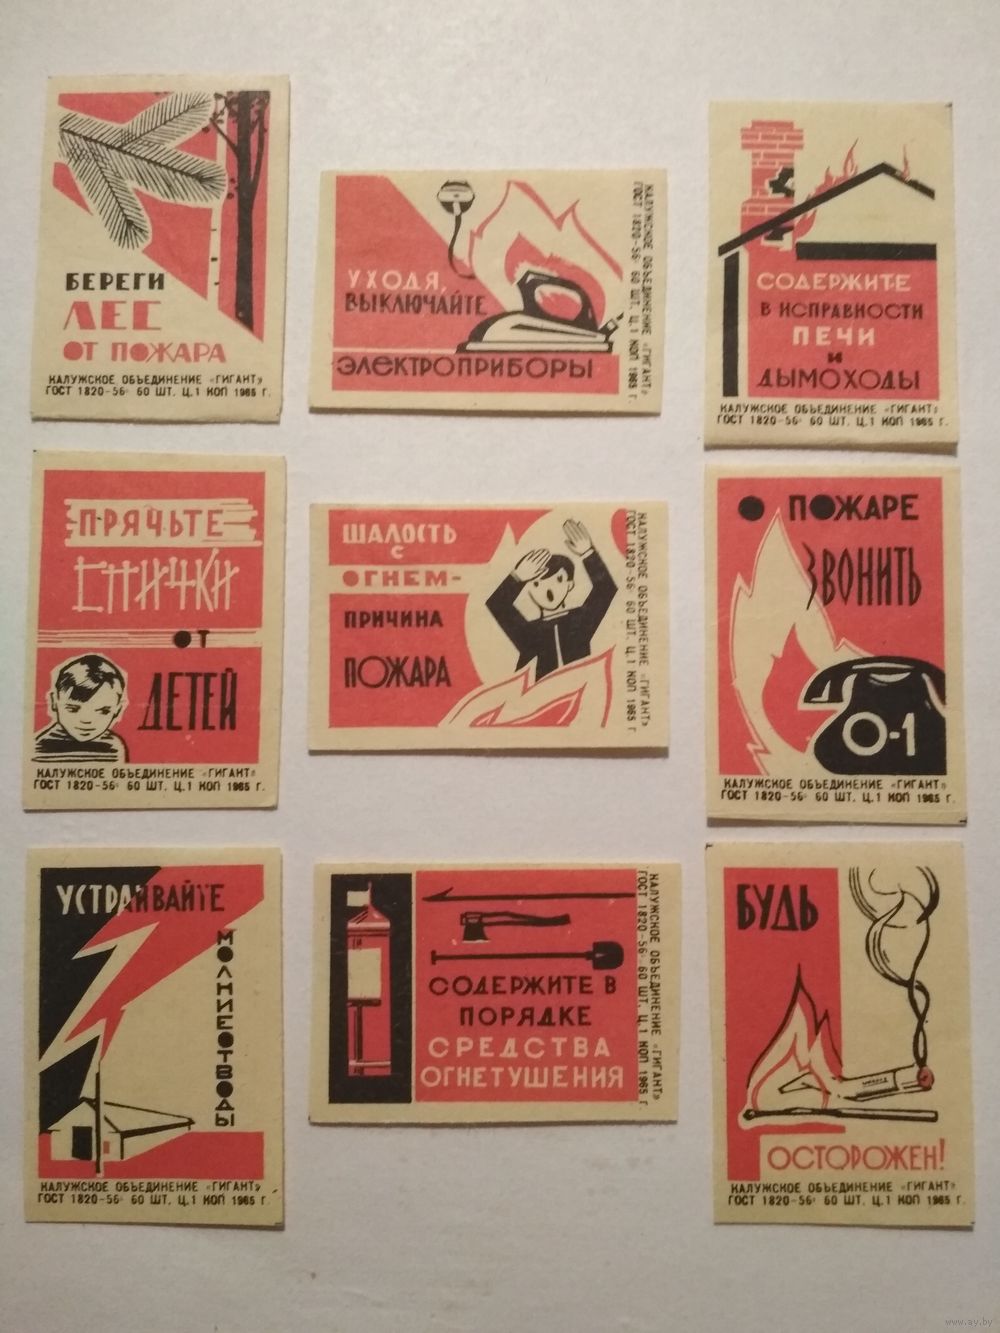 БЕРЕГИ
ЛЕС
ОТ ПОЖАРА
КАЛУЖСКОЕ ОБЪЕДИНЕНИЕ «ГИГАНТ»
ГОСТ 1820-56· 60 ШТ. Ц.1 КОП 1965 Г.
УХОДЯ,
ВЫКЛЮЧАЙТЕ
ЭЛЕКТРОПРИБОРЫ
КАЛУЖСКОЕ ОБЪЕДИНЕНИЕ «ГИГАНТ»
ГОСТ 1820-56· 60 ШТ. Ц.1 КОП 1965 Г.
СОДЕРЖИТЕ
В ИСПРАВНОСТИ
ПЕЧИ
И
ДЫМОХОДЫ
КАЛУЖСКОЕ ОБЪЕДИНЕНИЕ «ГИГАНТ»
ГОСТ 1820-56· 60 ШТ. Ц.1 КОП 1965 Г.
ПРЯЧЬТЕ
СПИЧКИ
ОТ
ДЕТЕЙ
КАЛУЖСКОЕ ОБЪЕДИНЕНИЕ «ГИГАНТ»
ГОСТ 1820-56· 60 ШТ. Ц.1 КОП 1965 Г.
ШАЛОСТЬ
С
ОГНЕМ-
ПРИЧИНА
ПОЖАРА
КАЛУЖСКОЕ ОБЪЕДИНЕНИЕ «ГИГАНТ»
ГОСТ 1820-56· 60 ШТ. Ц.1 КОП 1965 Г.
О ПОЖАРЕ
ЗВОНИТЬ
0-1
КАЛУЖСКОЕ ОБЪЕДИНЕНИЕ «ГИГАНТ»
ГОСТ 1820-56· 60 ШТ. Ц.1 КОП 1965 Г.
УСТРАИВАЙТЕ
МОЛНИЕОТВОДЫ
КАЛУЖСКОЕ ОБЪЕДИНЕНИЕ «ГИГАНТ»
ГОСТ 1820-56· 60 ШТ. Ц.1 КОП 1965 Г.
СОДЕРЖИТЕ В
ПОРЯДКЕ
СРЕДСТВА
ОГНЕТУШЕНИЯ
КАЛУЖСКОЕ ОБЪЕДИНЕНИЕ «ГИГАНТ»
ГОСТ 1820-56· 60 ШТ. Ц.1 КОП 1965 Г.
БУДЬ
ОСТОРОЖЕН!
КАЛУЖСКОЕ ОБЪЕДИНЕНИЕ «ГИГАНТ»
ГОСТ 1820-56· 60 ШТ. Ц.1 КОП 1965 Г.
www.ay.by